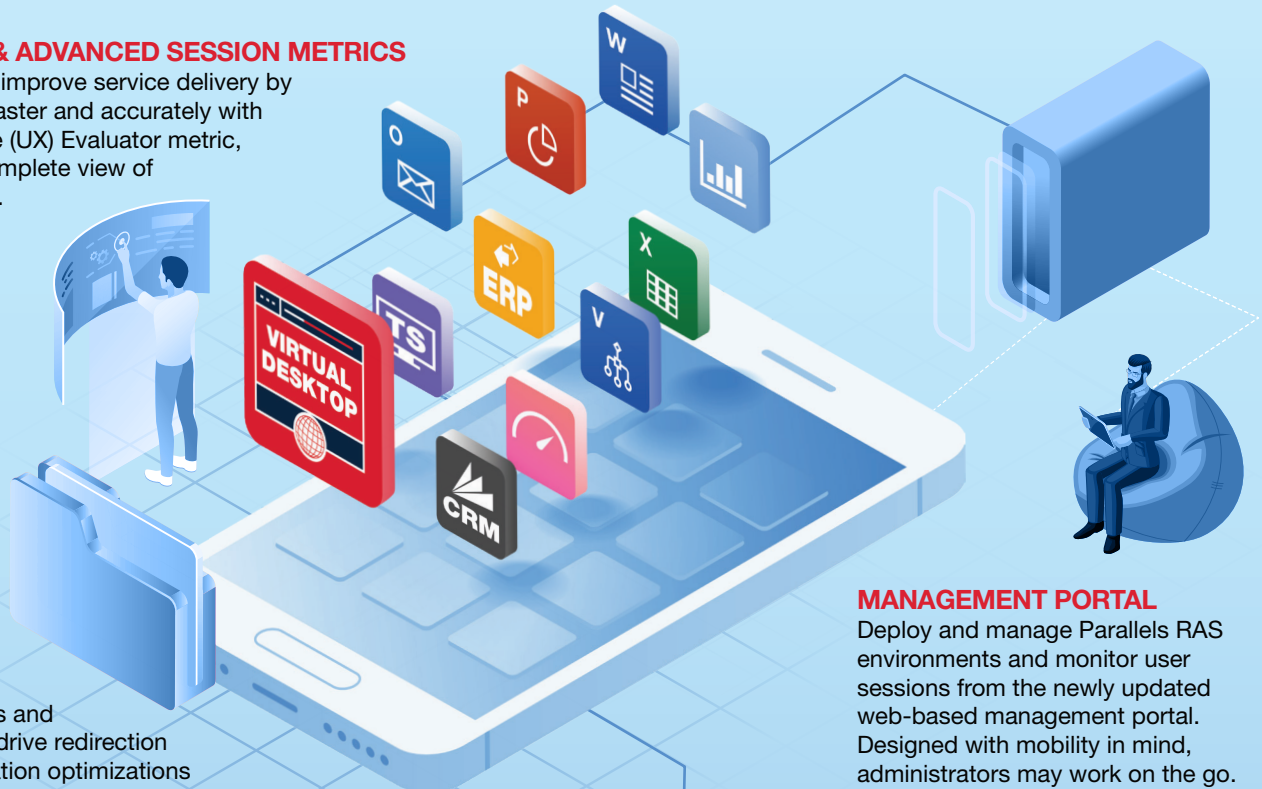 & ADVANCED SESSION METRICS
improve service delivery by
aster and accurately with
e (UX) Evaluator metric,
mplete view of
.
W
P
O
X
ERP
V
TS
VIRTUAL
DESKTOP
CRM
MANAGEMENT PORTAL
Deploy and manage Parallels RAS
environments and monitor user
sessions from the newly updated
web-based management portal.
Designed with mobility in mind,
administrators may work on the go.
s and
drive redirection
ation optimizations